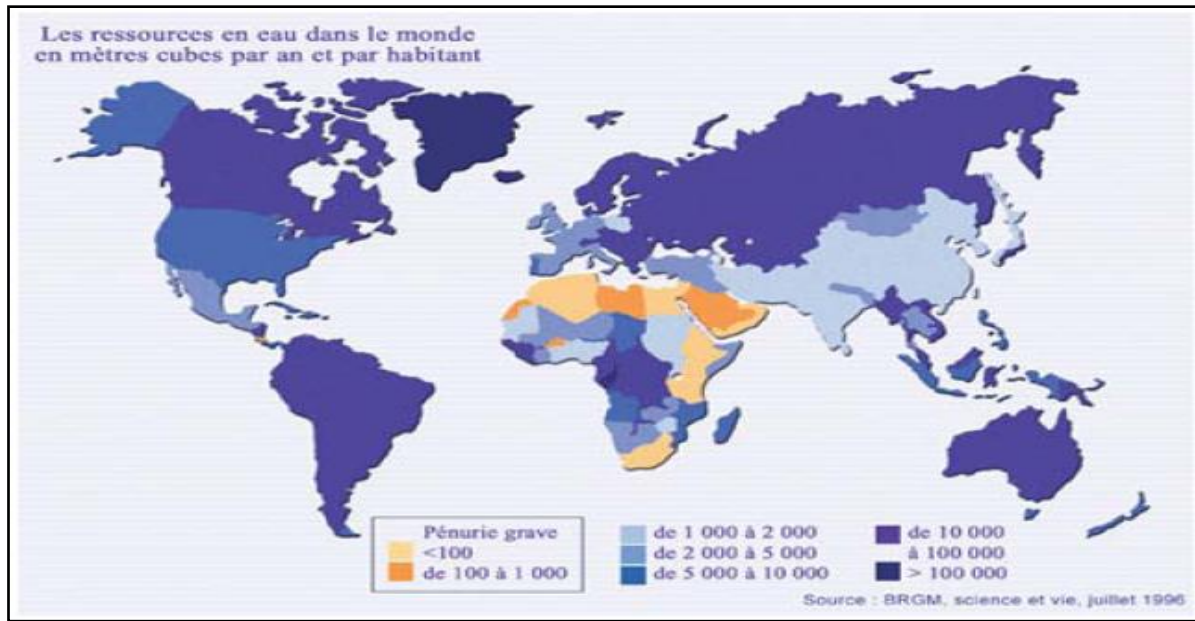 Les ressources en eau dans le monde
en mètres cubes par an et par habitant
Pénurie grave
<100
de 100 à 1 000
de 1 000 à 2 000
de 2 000 à 5 000
de 5 000 à 10 000
de 10 000
à 100 000
> 100 000
Source : BRGM, science et vie, juillet 1996